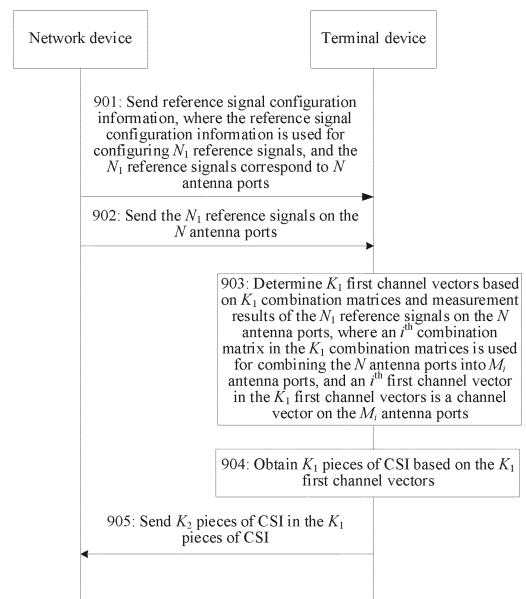 Network device
Terminal device
901: Send reference signal configuration
information, where the reference signal
configuration information is used for
configuring N₁ reference signals, and the
N₁ reference signals correspond to N
antenna ports
902: Send the N₁ reference signals on the
N antenna ports
903: Determine K₁ first channel vectors based
on K₁ combination matrices and measurement
results of the N₁ reference signals on the N
antenna ports, where an iᵗʰ combination
matrix in the K₁ combination matrices is used
for combining the N antenna ports into Mᵢ
antenna ports, and an iᵗʰ first channel vector
in the K₁ first channel vectors is a channel
vector on the Mᵢ antenna ports
904: Obtain K₁ pieces of CSI based on the K₁
first channel vectors
905: Send K₂ pieces of CSI in the K₁
pieces of CSI